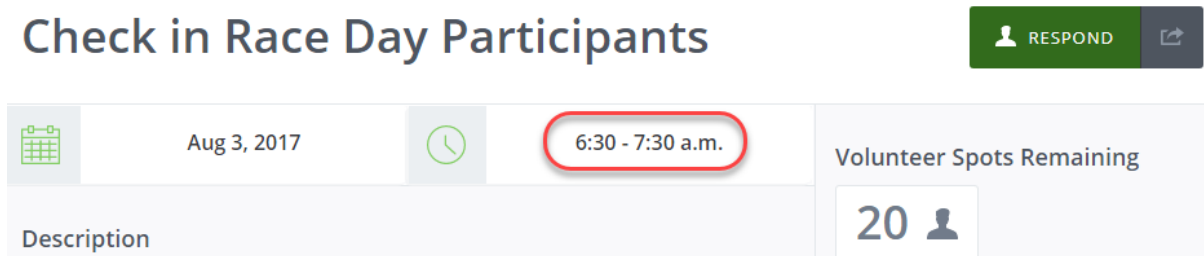 Check in Race Day Participants
RESPOND
Aug 3, 2017
6:30 - 7:30 a.m.
Volunteer Spots Remaining
20
Description